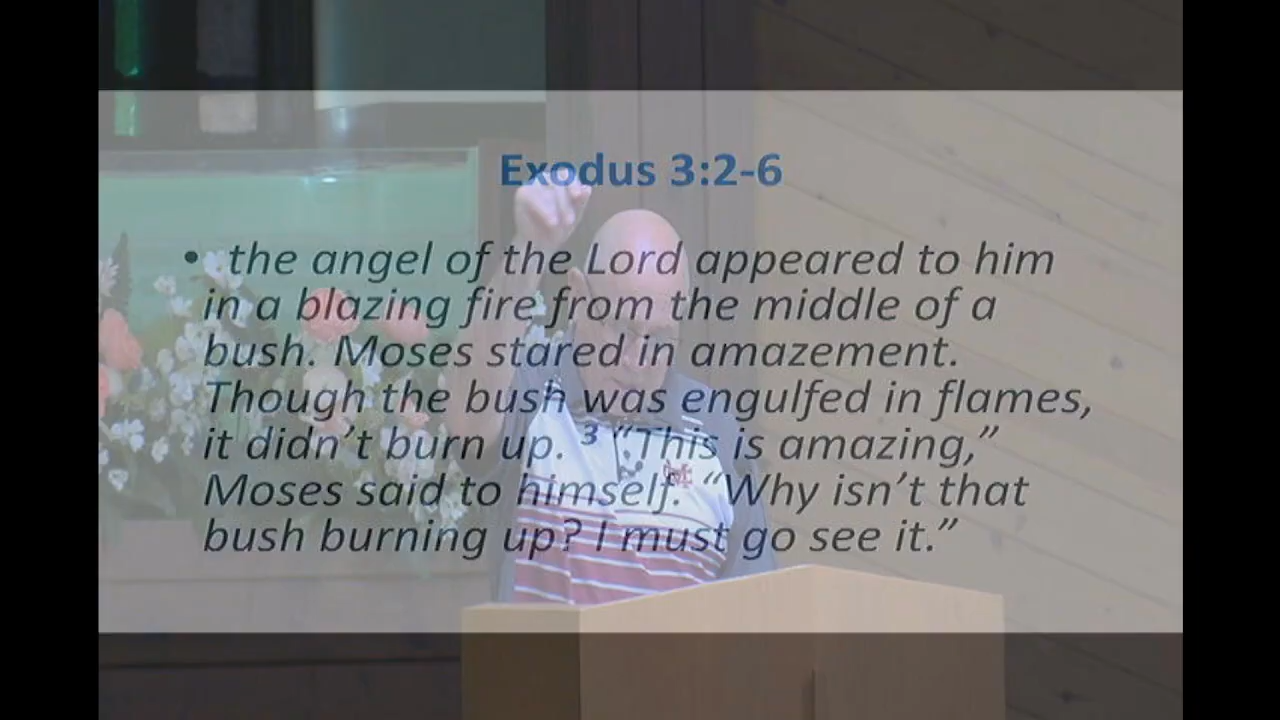 Exodus 3:2-6
• the angel of the Lord appeared to him
in a blazing fire from the middle of a
bush. Moses stared in amazement.
Though the bush was engulfed in flames,
it didn’t burn up. ³ “This is amazing,”
Moses said to himself. “Why isn’t that
bush burning up? I must go see it.”